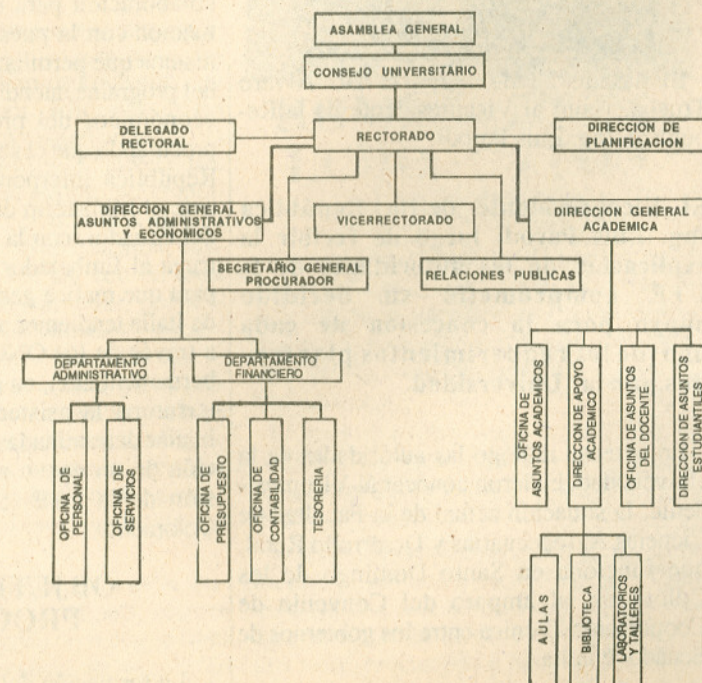 ASAMBLEA GENERAL
CONSEJO UNIVERSITARIO
DELEGADO
RECTORAL
RECTORADO
DIRECCION DE
PLANIFICACION
DIRECCION GENERAL
ASUNTOS ADMINISTRATIVOS
Y ECONOMICOS
VICERRECTORADO
DIRECCION GENERAL
ACADEMICA
SECRETARIO GENERAL
PROCURADOR
RELACIONES PUBLICAS
DEPARTAMENTO
ADMINISTRATIVO
DEPARTAMENTO
FINANCIERO
OFICINA DE
PERSONAL
OFICINA DE
SERVICIOS
OFICINA DE
PRESUPUESTO
OFICINA DE
CONTABILIDAD
TESORERIA
OFICINA DE
ASUNTOS ACADEMICOS
DIRECCION DE APOYO
ACADEMICO
OFICINA DE ASUNTOS
DEL DOCENTE
DIRECCION DE ASUNTOS
ESTUDIANTILES
AULAS
BIBLIOTECA
LABORATORIOS
Y TALLERES